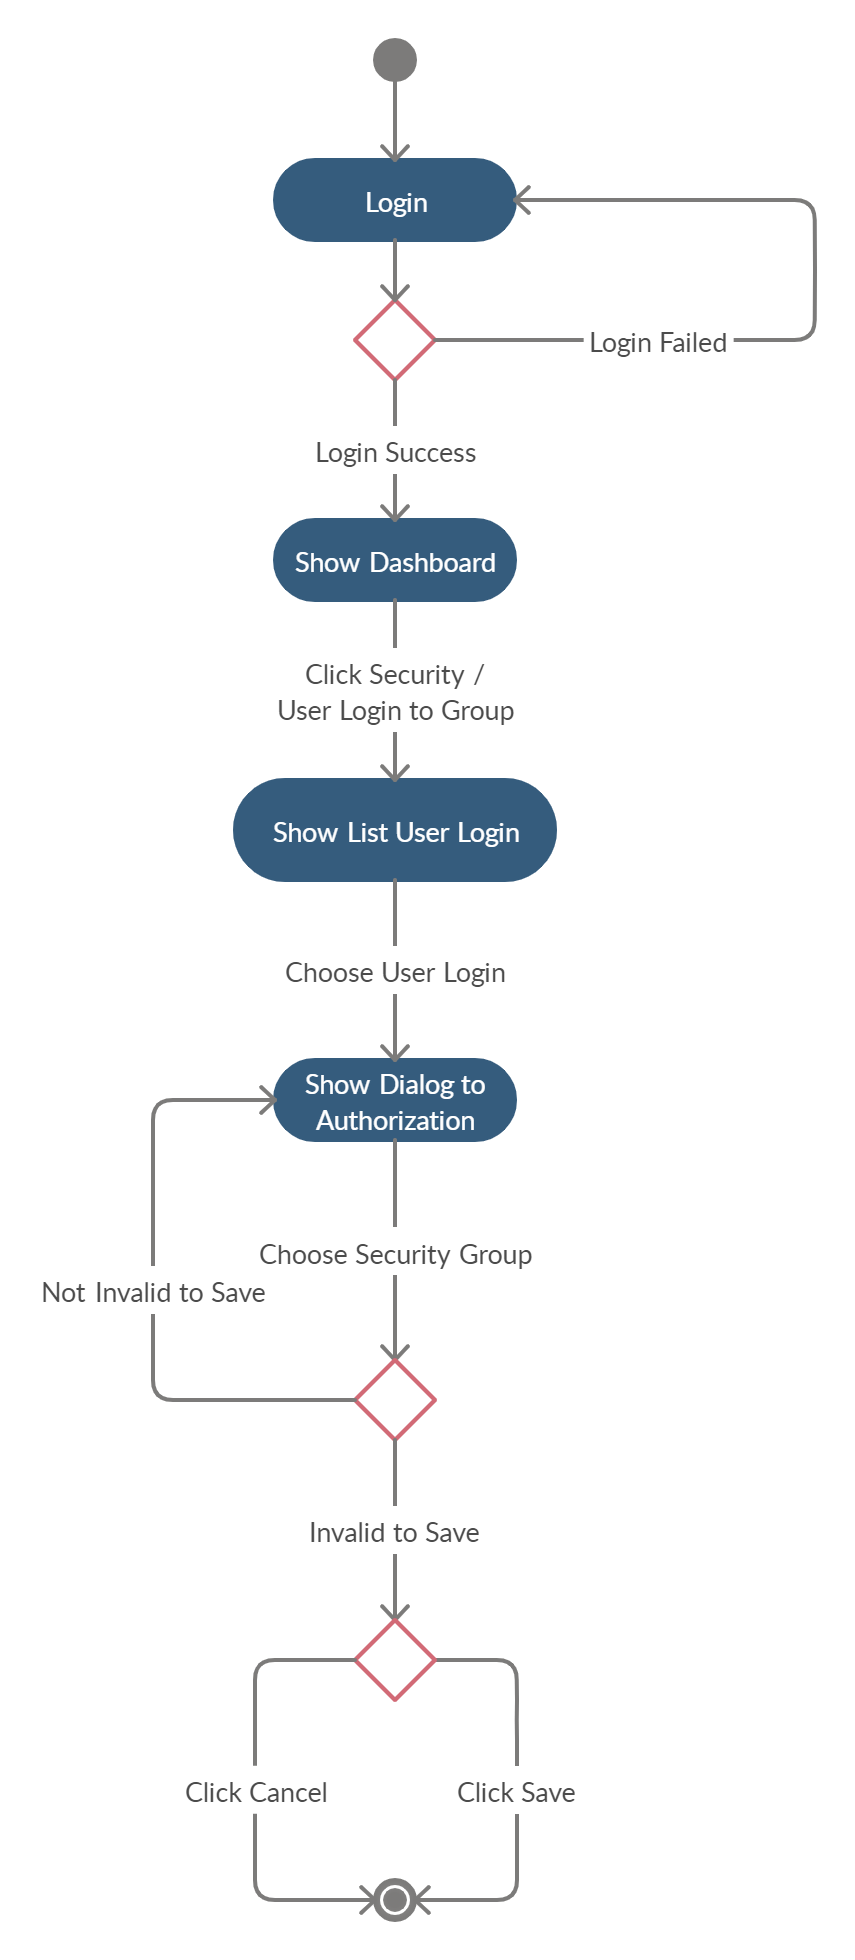 Login
Login Failed
Login Success
Show Dashboard
Click Security /
User Login to Group
Show List User Login
Choose User Login
Show Dialog to
Authorization
Choose Security Group
Not Invalid to Save
Invalid to Save
Click Cancel
Click Save